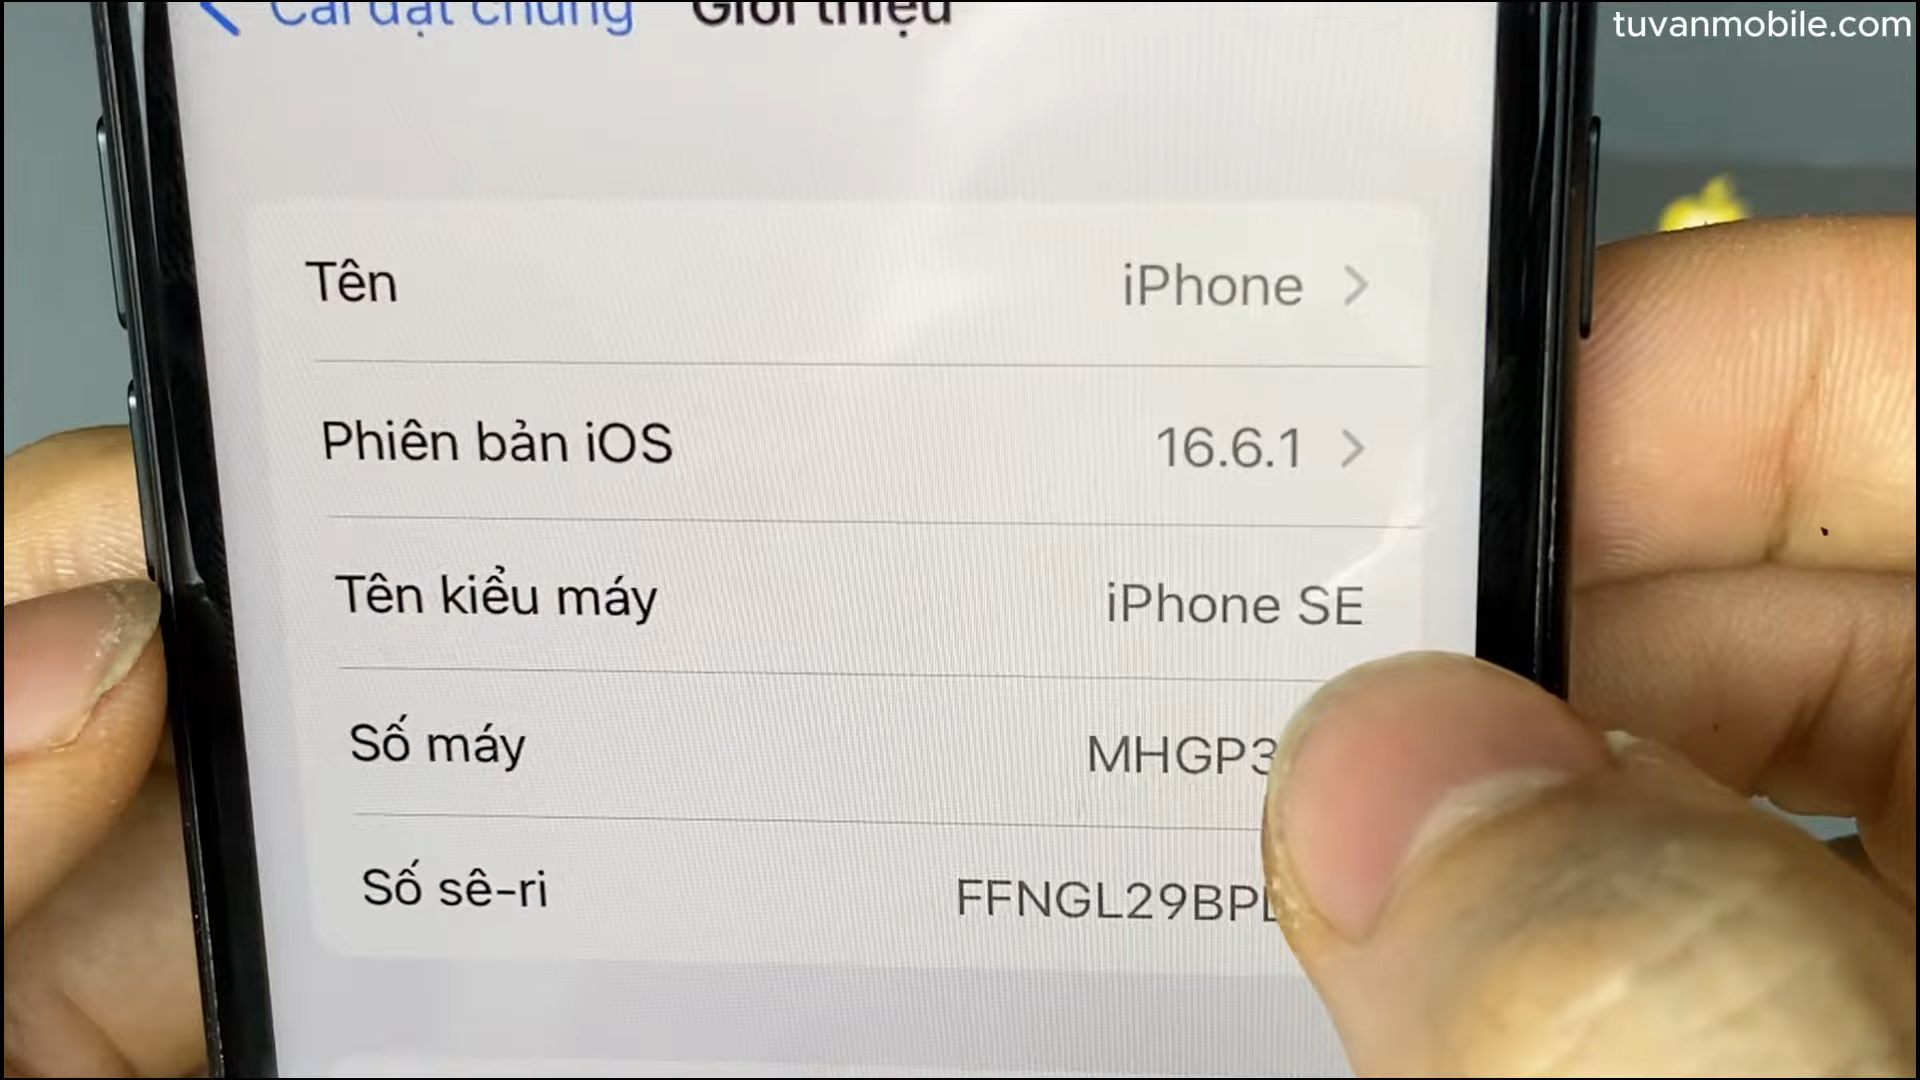 tuvanmobile.com
Cài đặt chung Giới thiệu
Tên iPhone
Phiên bản iOS 16.6.1
Tên kiểu máy iPhone SE
Số máy MHGP3
Số sê-ri FFNGL29BP